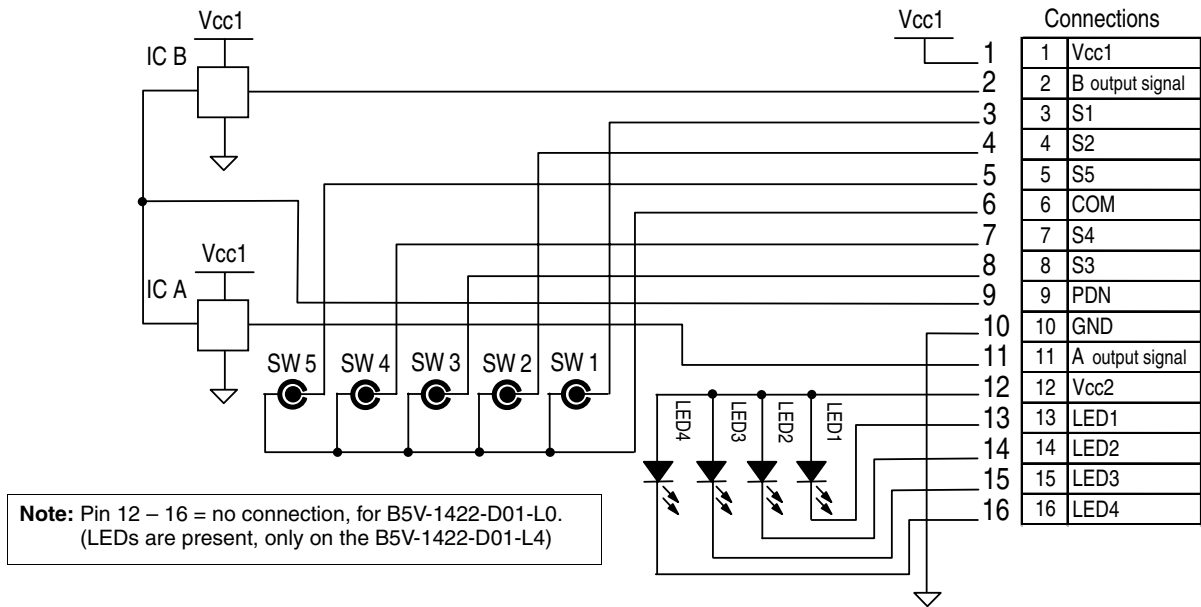 Vcc1
IC B
Vcc1
IC A
SW 5
SW 4
SW 3
SW 2
SW 1
LED4
LED3
LED2
LED1
Vcc1
1
2
3
4
5
6
7
8
9
10
11
12
13
14
15
16
Connections
1 Vcc1
2 B output signal
3 S1
4 S2
5 S5
6 COM
7 S4
8 S3
9 PDN
10 GND
11 A output signal
12 Vcc2
13 LED1
14 LED2
15 LED3
16 LED4
Note: Pin 12 – 16 = no connection, for B5V-1422-D01-L0.
(LEDs are present, only on the B5V-1422-D01-L4)